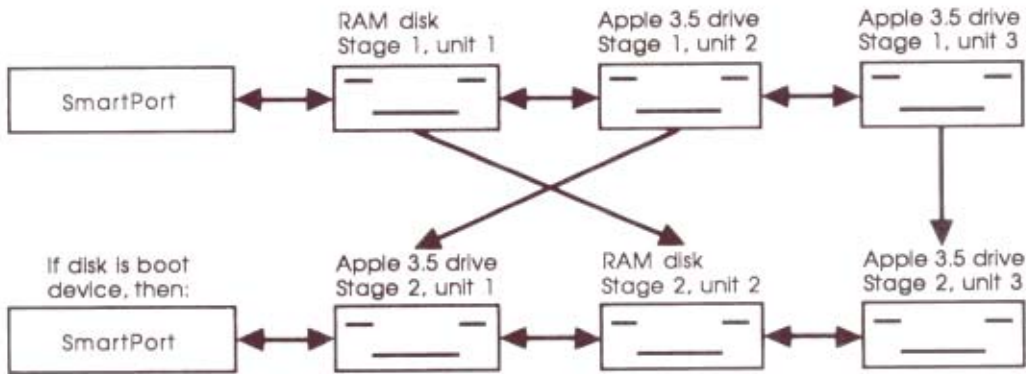 RAM disk
Stage 1, unit 1
Apple 3.5 drive
Stage 1, unit 2
Apple 3.5 drive
Stage 1, unit 3
SmartPort
If disk is boot
device, then:
Apple 3.5 drive
Stage 2, unit 1
RAM disk
Stage 2, unit 2
Apple 3.5 drive
Stage 2, unit 3
SmartPort